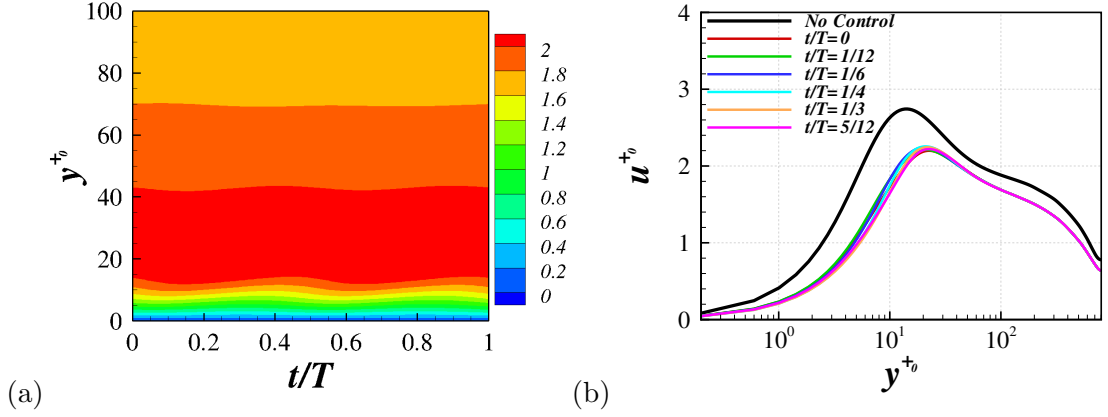 100
80
60
40
20
0
y^{+_0}
0
0.2
0.4
0.6
0.8
1
t/T
2
1.8
1.6
1.4
1.2
1
0.8
0.6
0.4
0.2
0
(a)
4
3
2
1
0
u^{+_0}
No Control
t/T= 0
t/T= 1/12
t/T= 1/6
t/T= 1/4
t/T= 1/3
t/T= 5/12
10^0
10^1
10^2
y^{+_0}
(b)